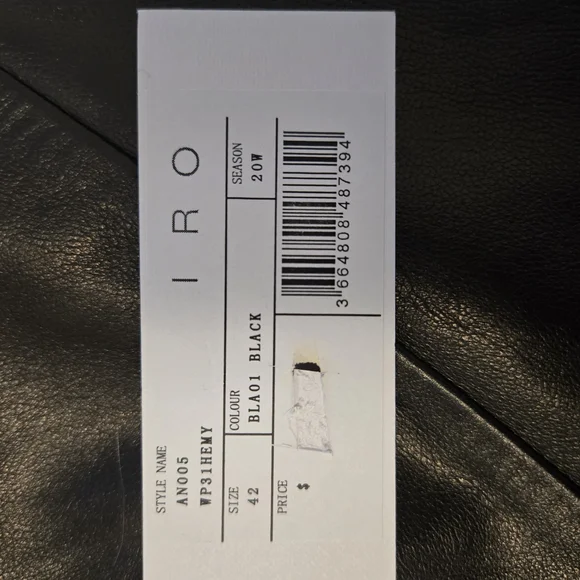 I R O
STYLE NAME
AN005
WP31HEMY
SIZE
42
COLOUR
BLA01 BLACK
SEASON
20W
PRICE
$
3 664808 487394